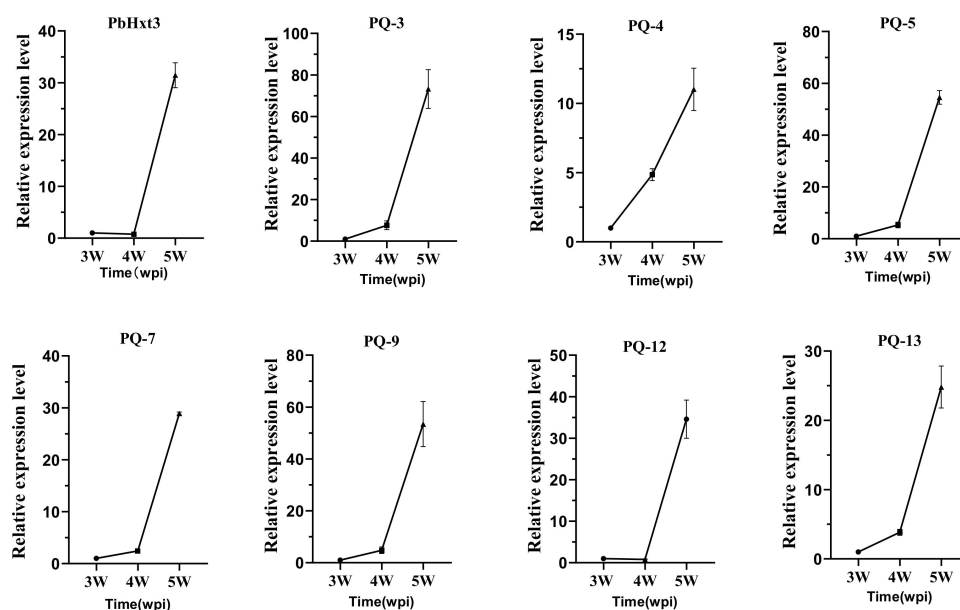 PbHxt3
Relative expression level
40
30
20
10
0
3W 4W 5W
Time(wpi)
PQ-3
Relative expression level
100
80
60
40
20
0
3W 4W 5W
Time(wpi)
PQ-4
Relative expression level
15
10
5
0
3W 4W 5W
Time(wpi)
PQ-5
Relative expression level
80
60
40
20
0
3W 4W 5W
Time(wpi)
PQ-7
Relative expression level
40
30
20
10
0
3W 4W 5W
Time(wpi)
PQ-9
Relative expression level
80
60
40
20
0
3W 4W 5W
Time(wpi)
PQ-12
Relative expression level
50
40
30
20
10
0
3W 4W 5W
Time(wpi)
PQ-13
Relative expression level
30
20
10
0
3W 4W 5W
Time(wpi)